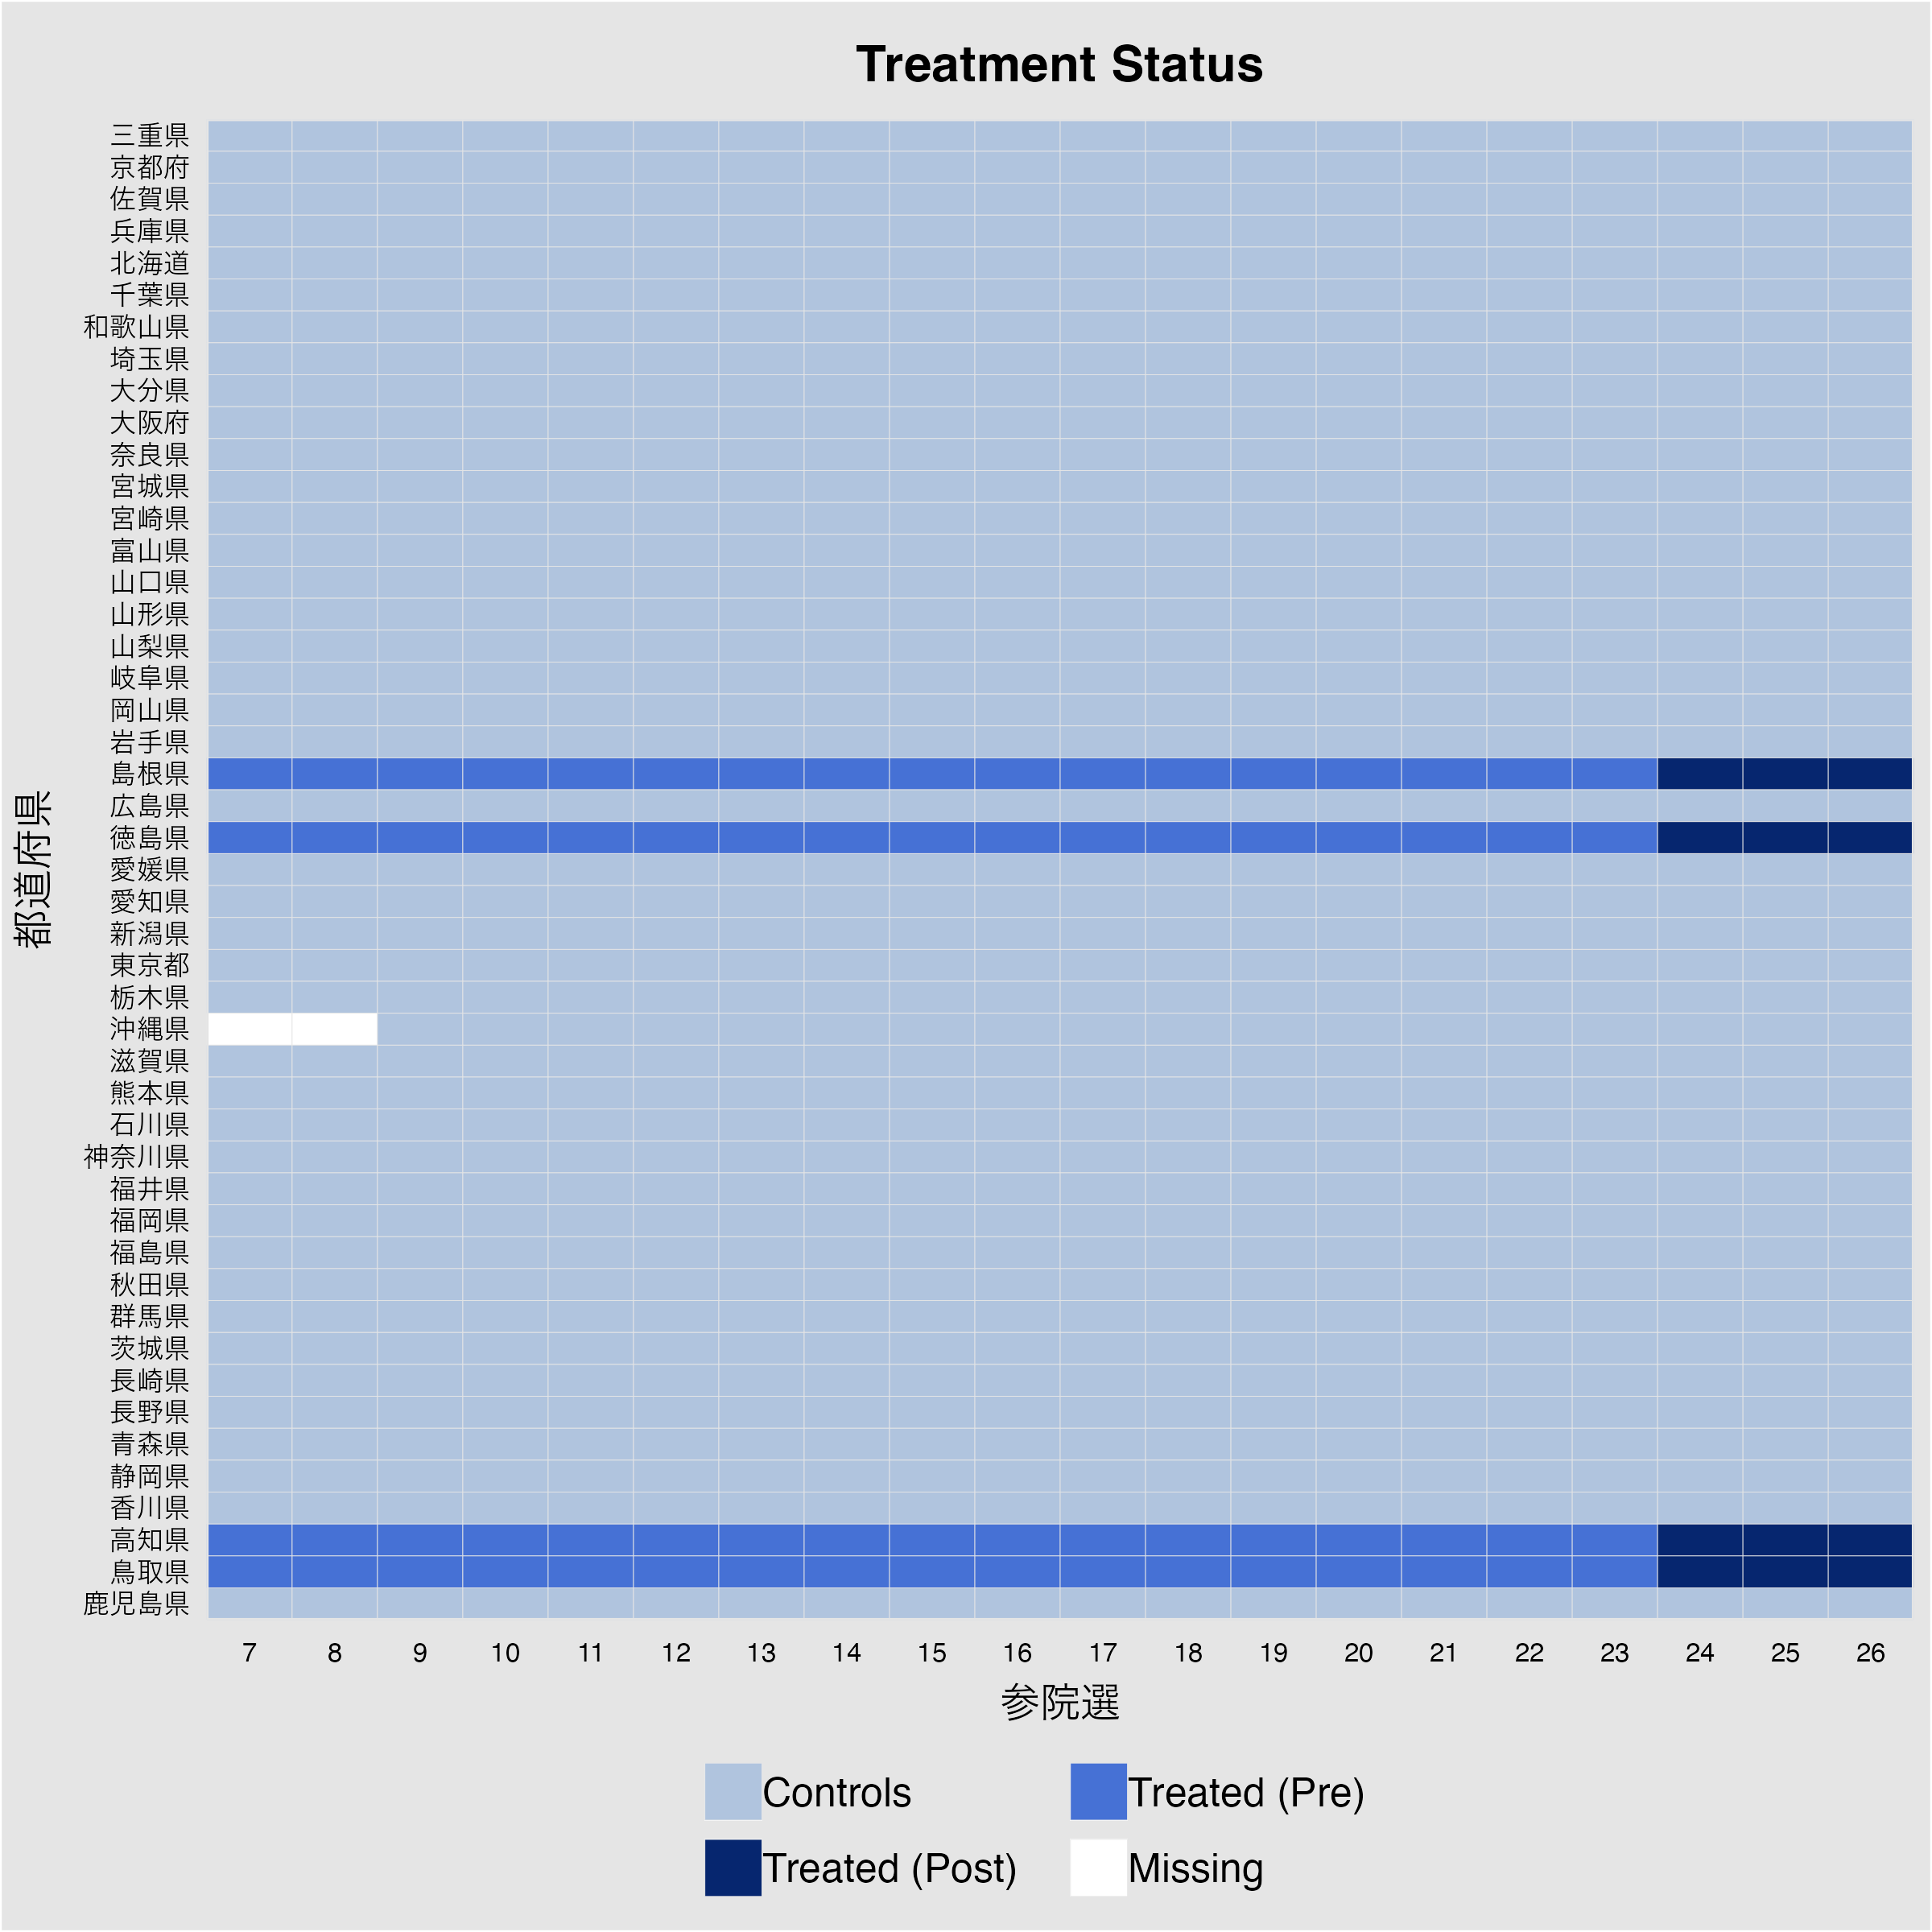 Treatment Status
三重県
京都府
佐賀県
兵庫県
北海道
千葉県
和歌山県
埼玉県
大分県
大阪府
奈良県
宮城県
宮崎県
富山県
山口県
山形県
山梨県
岐阜県
岡山県
岩手県
島根県
広島県
徳島県
愛媛県
愛知県
新潟県
東京都
栃木県
沖縄県
滋賀県
熊本県
石川県
神奈川県
福井県
福岡県
福島県
秋田県
群馬県
茨城県
長崎県
長野県
青森県
静岡県
香川県
高知県
鳥取県
鹿児島県
都道府県
7 8 9 10 11 12 13 14 15 16 17 18 19 20 21 22 23 24 25 26
参院選
Controls Treated (Pre)
Treated (Post) Missing